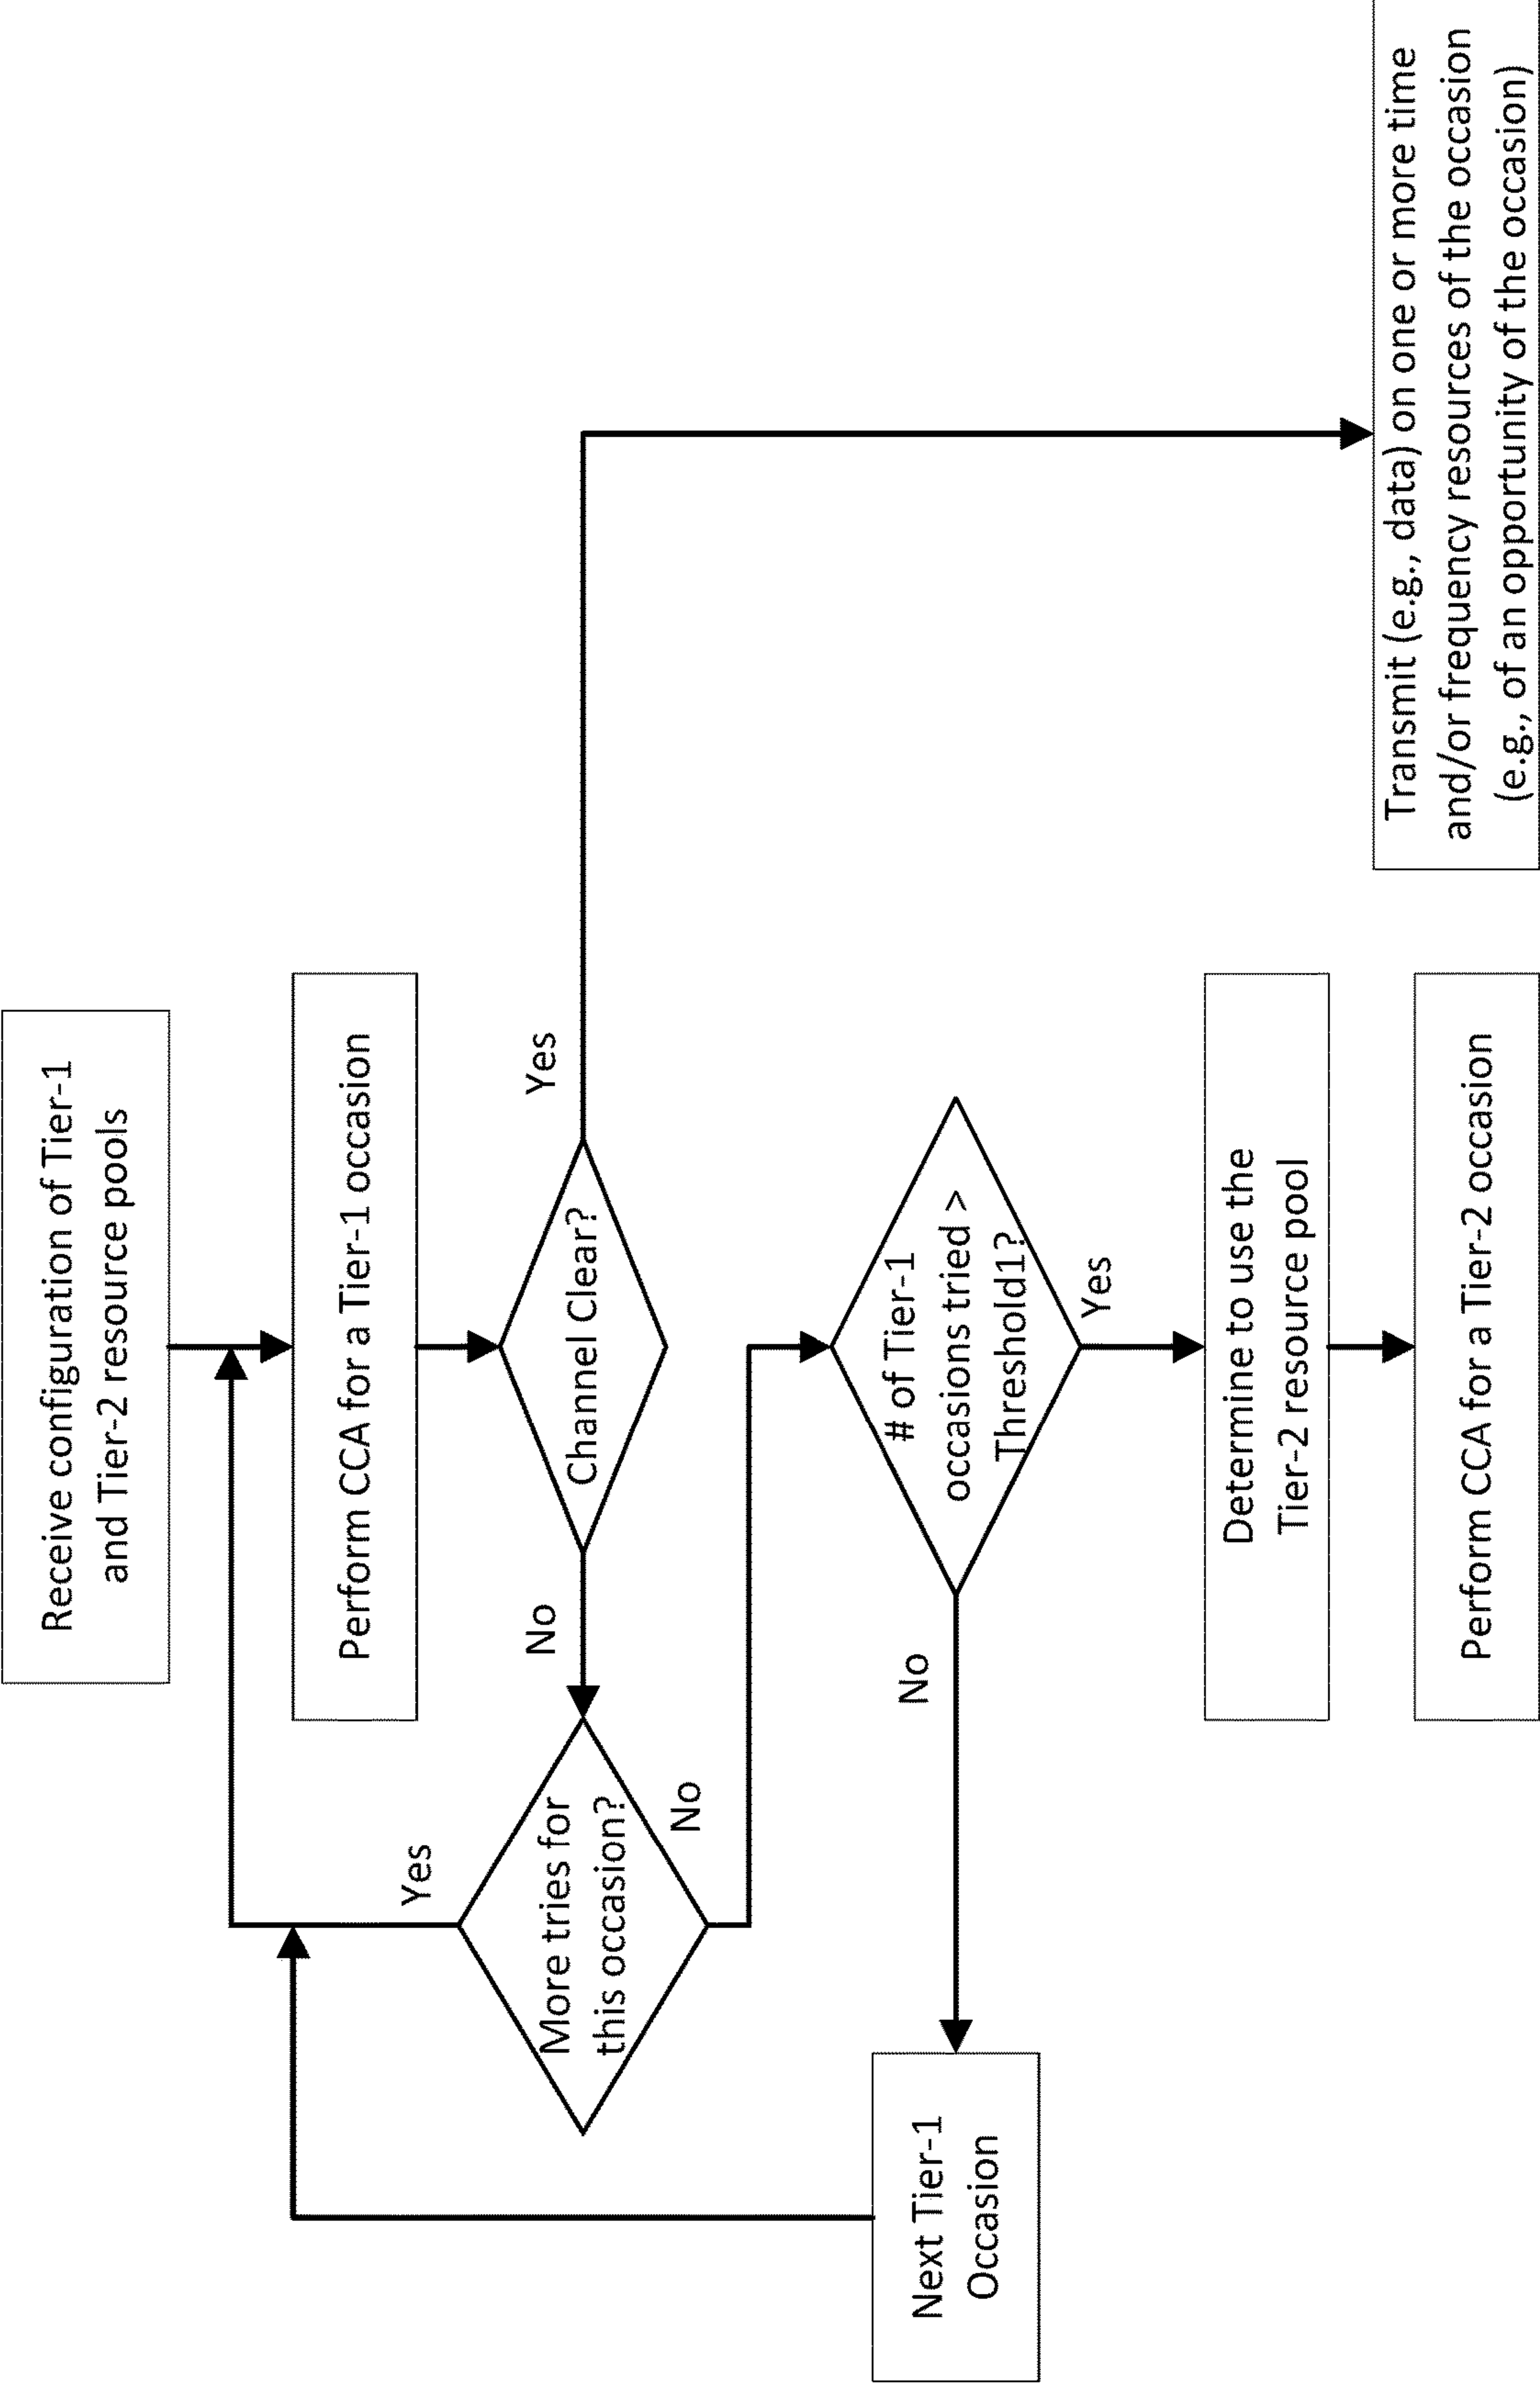 Receive configuration of Tier-1
and Tier-2 resource pools
Perform CCA for a Tier-1 occasion
Channel Clear?
Yes
No
More tries for
this occasion?
Yes
No
# of Tier-1
occasions tried >
Threshold1?
No
Yes
Next Tier-1
Occasion
Determine to use the
Tier-2 resource pool
Perform CCA for a Tier-2 occasion
Transmit (e.g., data) on one or more time
and/or frequency resources of the occasion
(e.g., of an opportunity of the occasion)